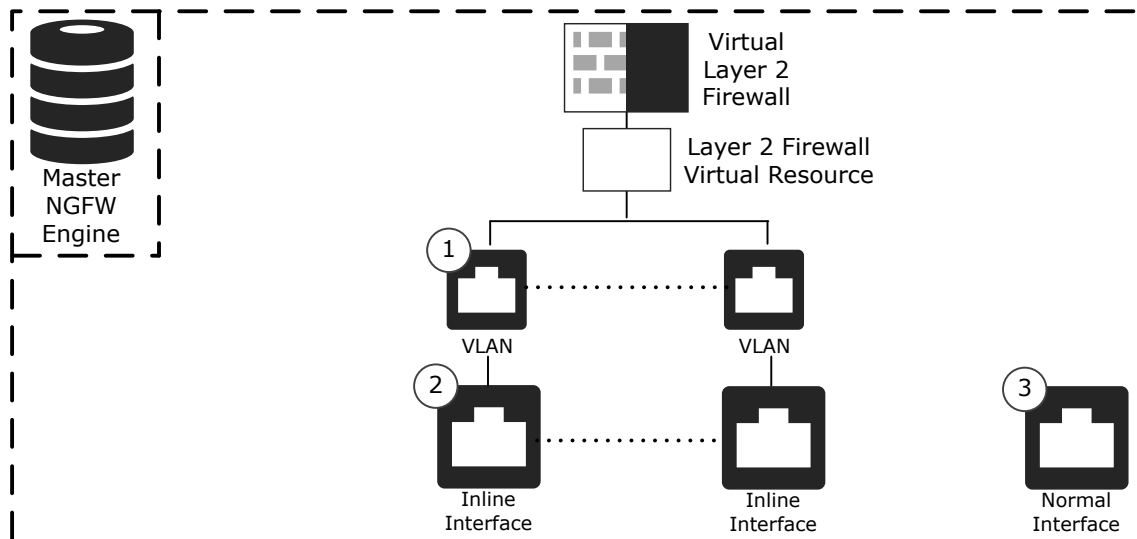 Master
NGFW
Engine
Virtual
Layer 2
Firewall
Layer 2 Firewall
Virtual Resource
1
VLAN
VLAN
2
Inline
Interface
Inline
Interface
3
Normal
Interface